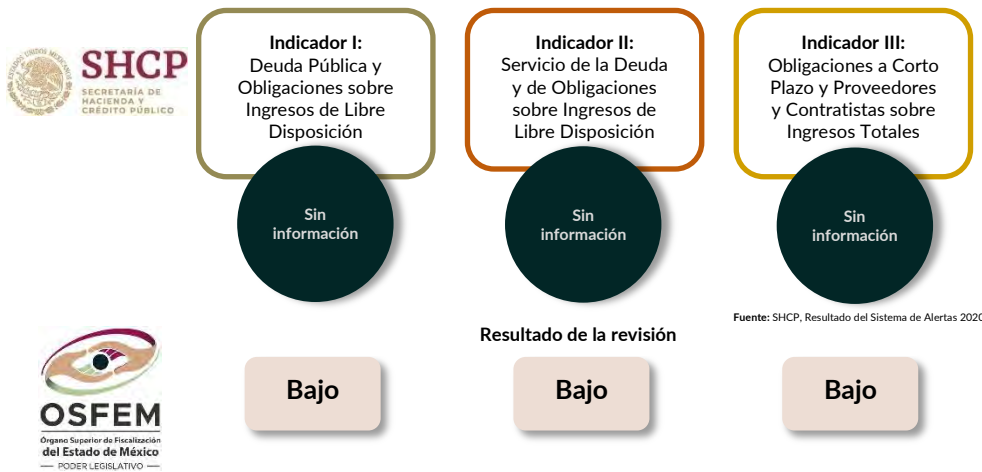 Indicador I:
Deuda Pública y
Obligaciones sobre
Ingresos de Libre
Disposición
Indicador II:
Servicio de la Deuda
y de Obligaciones
sobre Ingresos de
Libre Disposición
Indicador III:
Obligaciones a Corto
Plazo y Proveedores
y Contratistas sobre
Ingresos Totales
ESTADOS UNIDOS MEXICANOS
SHCP
SECRETARÍA DE
HACIENDA Y
CRÉDITO PÚBLICO
Sin
información
Sin
información
Sin
información
Fuente: SHCP, Resultado del Sistema de Alertas 2020
Resultado de la revisión
Bajo
Bajo
Bajo
OSFEM
Órgano Superior de Fiscalización
del Estado de México
PODER LEGISLATIVO